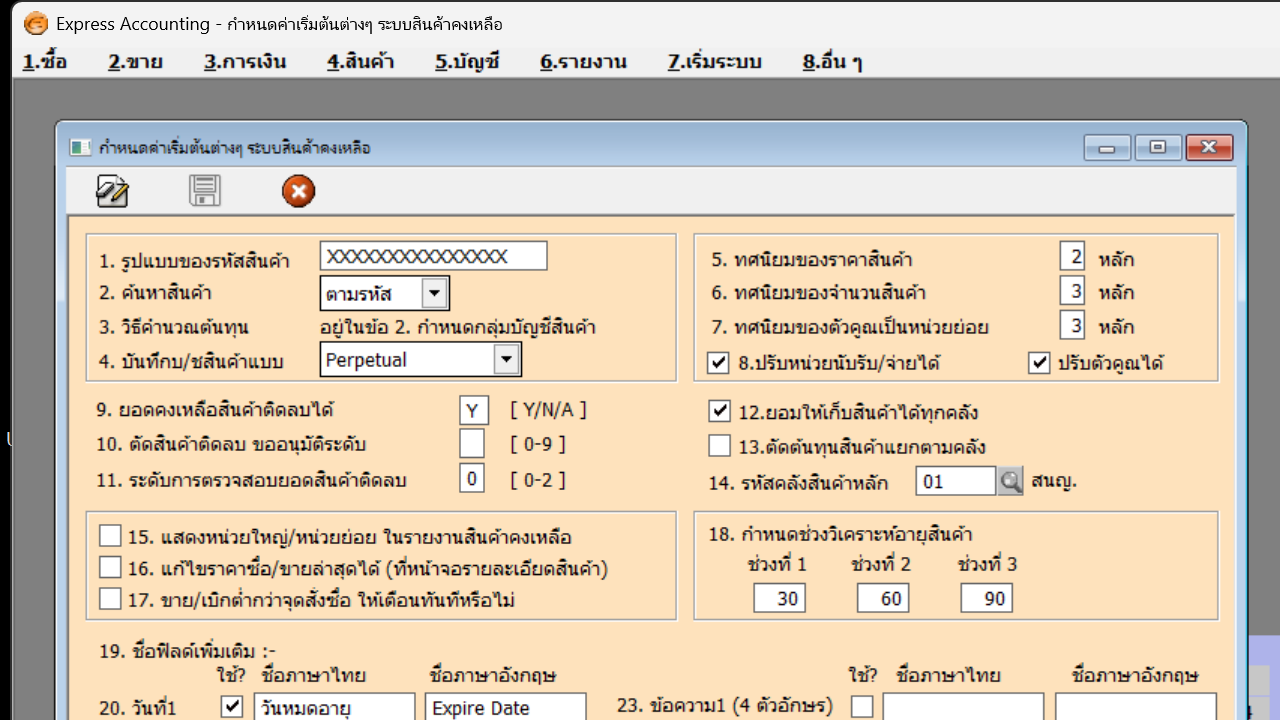 Express Accounting - กำหนดค่าเริ่มต้นต่างๆ ระบบสินค้าคงเหลือ
1.ซื้อ 2.ขาย 3.การเงิน 4.สินค้า 5.บัญชี 6.รายงาน 7.เริ่มระบบ 8.อื่น ๆ
กำหนดค่าเริ่มต้นต่างๆ ระบบสินค้าคงเหลือ
1. รูปแบบของรหัสสินค้า XXXXXXXXXXXXXXX
2. ค้นหาสินค้า ตามรหัส
3. วิธีคำนวณต้นทุน อยู่ในข้อ 2. กำหนดกลุ่มบัญชีสินค้า
4. บันทึกบ/ชสินค้าแบบ Perpetual
5. ทศนิยมของราคาสินค้า 2 หลัก
6. ทศนิยมของจำนวนสินค้า 3 หลัก
7. ทศนิยมของตัวคูณเป็นหน่วยย่อย 3 หลัก
8.ปรับหน่วยนับรับ/จ่ายได้ ปรับตัวคูณได้
9. ยอดคงเหลือสินค้าติดลบได้ Y [ Y/N/A ]
10. ตัดสินค้าติดลบ ขออนุมัติระดับ [ 0-9 ]
11. ระดับการตรวจสอบยอดสินค้าติดลบ 0 [ 0-2 ]
12.ยอมให้เก็บสินค้าได้ทุกคลัง
13.ตัดต้นทุนสินค้าแยกตามคลัง
14. รหัสคลังสินค้าหลัก 01 สนญ.
15. แสดงหน่วยใหญ่/หน่วยย่อย ในรายงานสินค้าคงเหลือ
16. แก้ไขราคาซื้อ/ขายล่าสุดได้ (ที่หน้าจอรายละเอียดสินค้า)
17. ขาย/เบิกต่ำกว่าจุดสั่งซื้อ ให้เตือนทันทีหรือไม่
18. กำหนดช่วงวิเคราะห์อายุสินค้า
ช่วงที่ 1 ช่วงที่ 2 ช่วงที่ 3
30 60 90
19. ชื่อฟิลด์เพิ่มเติม :-
ใช้? ชื่อภาษาไทย ชื่อภาษาอังกฤษ ใช้? ชื่อภาษาไทย ชื่อภาษาอังกฤษ
20. วันที่1 วันหมดอายุ Expire Date 23. ข้อความ1 (4 ตัวอักษร)